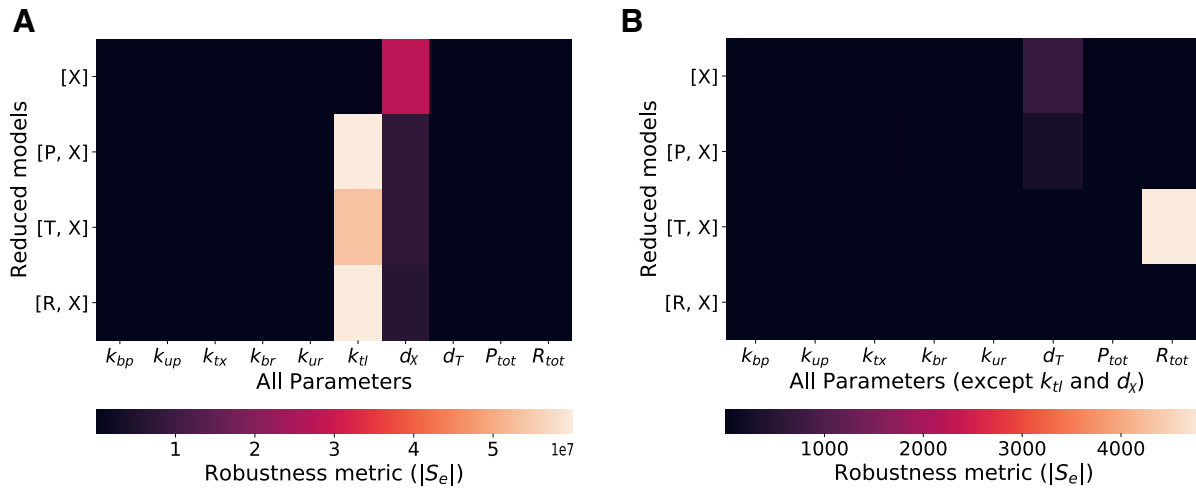 A
Reduced models
[X]
[P, X]
[T, X]
[R, X]
k_bp k_up k_tx k_br k_ur k_tl d_X d_T P_tot R_tot
All Parameters
1 2 3 4 5 1e7
Robustness metric (|S_e|)
B
Reduced models
[X]
[P, X]
[T, X]
[R, X]
k_bp k_up k_tx k_br k_ur d_T P_tot R_tot
All Parameters (except k_tl and d_X)
1000 2000 3000 4000
Robustness metric (|S_e|)